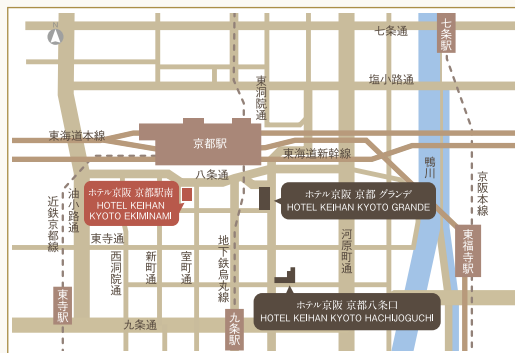 N
七条通
七条駅
塩小路通
東洞院通
東海道本線
京都駅
東海道新幹線
八条通
鴨川
京阪本線
ホテル京阪 京都駅南
HOTEL KEIHAN
KYOTO EKIMINAMI
ホテル京阪 京都 グランデ
HOTEL KEIHAN KYOTO GRANDE
油小路通
近鉄京都線
東寺通
西洞院通
新町通
室町通
地下鉄烏丸線
河原町通
東福寺駅
ホテル京阪 京都八条口
HOTEL KEIHAN KYOTO HACHIJOGUCHI
東寺駅
九条通
九条駅